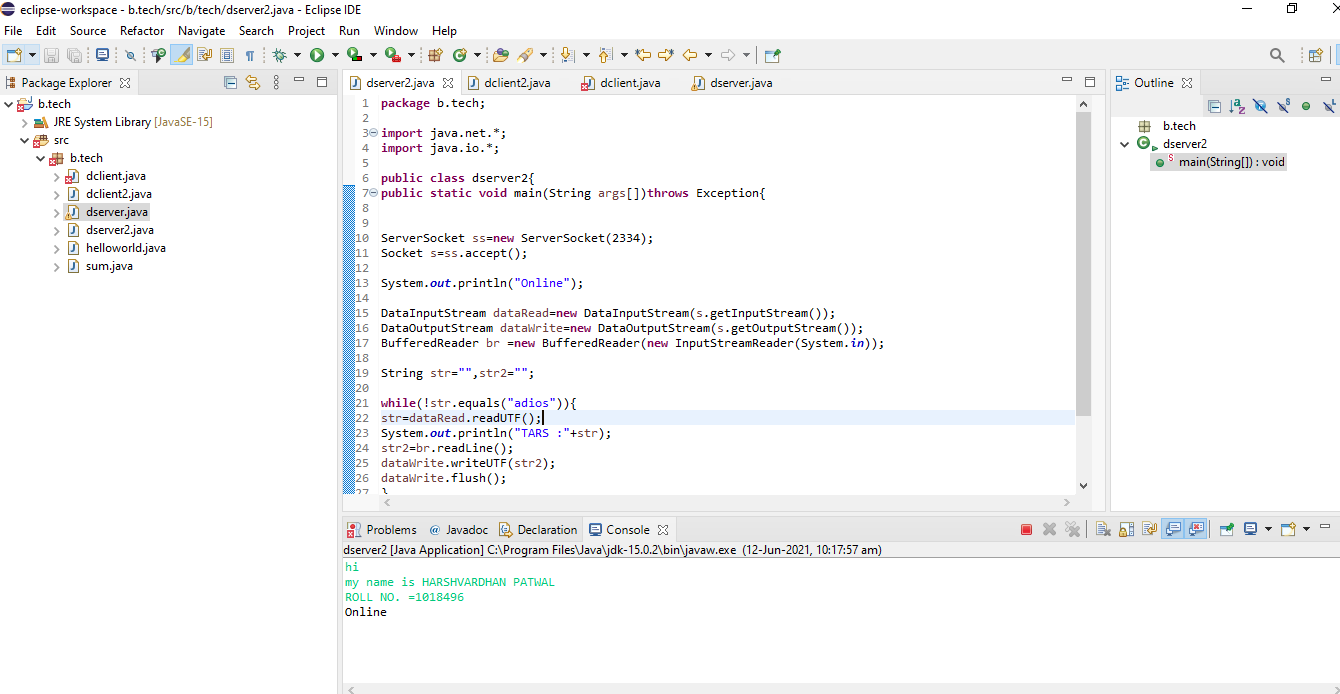 eclipse-workspace - b.tech/src/b/tech/dserver2.java - Eclipse IDE
File Edit Source Refactor Navigate Search Project Run Window Help
Package Explorer
b.tech
JRE System Library [JavaSE-15]
src
b.tech
dclient.java
dclient2.java
dserver.java
dserver2.java
helloworld.java
sum.java
dserver2.java dclient2.java dclient.java dserver.java
1 package b.tech;
2
3 import java.net.*;
4 import java.io.*;
5
6 public class dserver2{
7 public static void main(String args[])throws Exception{
8
9
10 ServerSocket ss=new ServerSocket(2334);
11 Socket s=ss.accept();
12
13 System.out.println("Online");
14
15 DataInputStream dataRead=new DataInputStream(s.getInputStream());
16 DataOutputStream dataWrite=new DataOutputStream(s.getOutputStream());
17 BufferedReader br =new BufferedReader(new InputStreamReader(System.in));
18
19 String str="",str2="";
20
21 while(!str.equals("adios")){
22 str=dataRead.readUTF();
23 System.out.println("TARS :"+str);
24 str2=br.readLine();
25 dataWrite.writeUTF(str2);
26 dataWrite.flush();
27 }
Outline
b.tech
dserver2
main(String[]) : void
Problems Javadoc Declaration Console
dserver2 [Java Application] C:\Program Files\Java\jdk-15.0.2\bin\javaw.exe (12-Jun-2021, 10:17:57 am)
hi
my name is HARSHVARDHAN PATWAL
ROLL NO. =1018496
Online